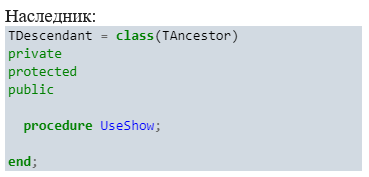 Наследник:
TDescendant = class(TAncestor)
private
protected
public
procedure UseShow;
end;